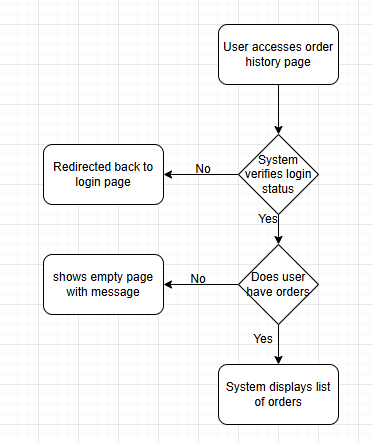 User accesses order
history page
System
verifies login
status
No
Redirected back to
login page
Yes
Does user
have orders
No
shows empty page
with message
Yes
System displays list
of orders